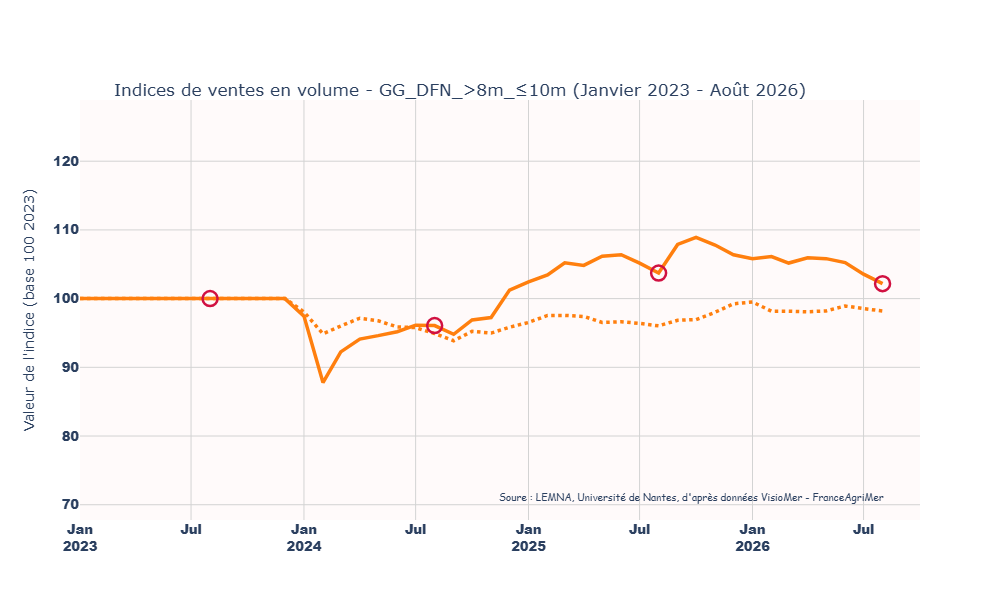 Indices de ventes en volume - GG_DFN_>8m_≤10m (Janvier 2023 - Août 2026)
Valeur de l'indice (base 100 2023)
120
110
100
90
80
70
Soure : LEMNA, Université de Nantes, d'après données VisioMer - FranceAgriMer
Jan Jul Jan Jul Jan Jul Jan Jul
2023 2024 2025 2026